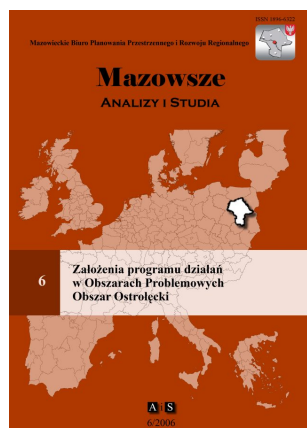 ISSN 1896-6322
Mazowieckie Biuro Planowania Przestrzennego i Rozwoju Regionalnego
Mazowsze
ANALIZY I STUDIA
6
Założenia programu działań
w Obszarach Problemowych
Obszar Ostrołęcki
A i S
6/2006